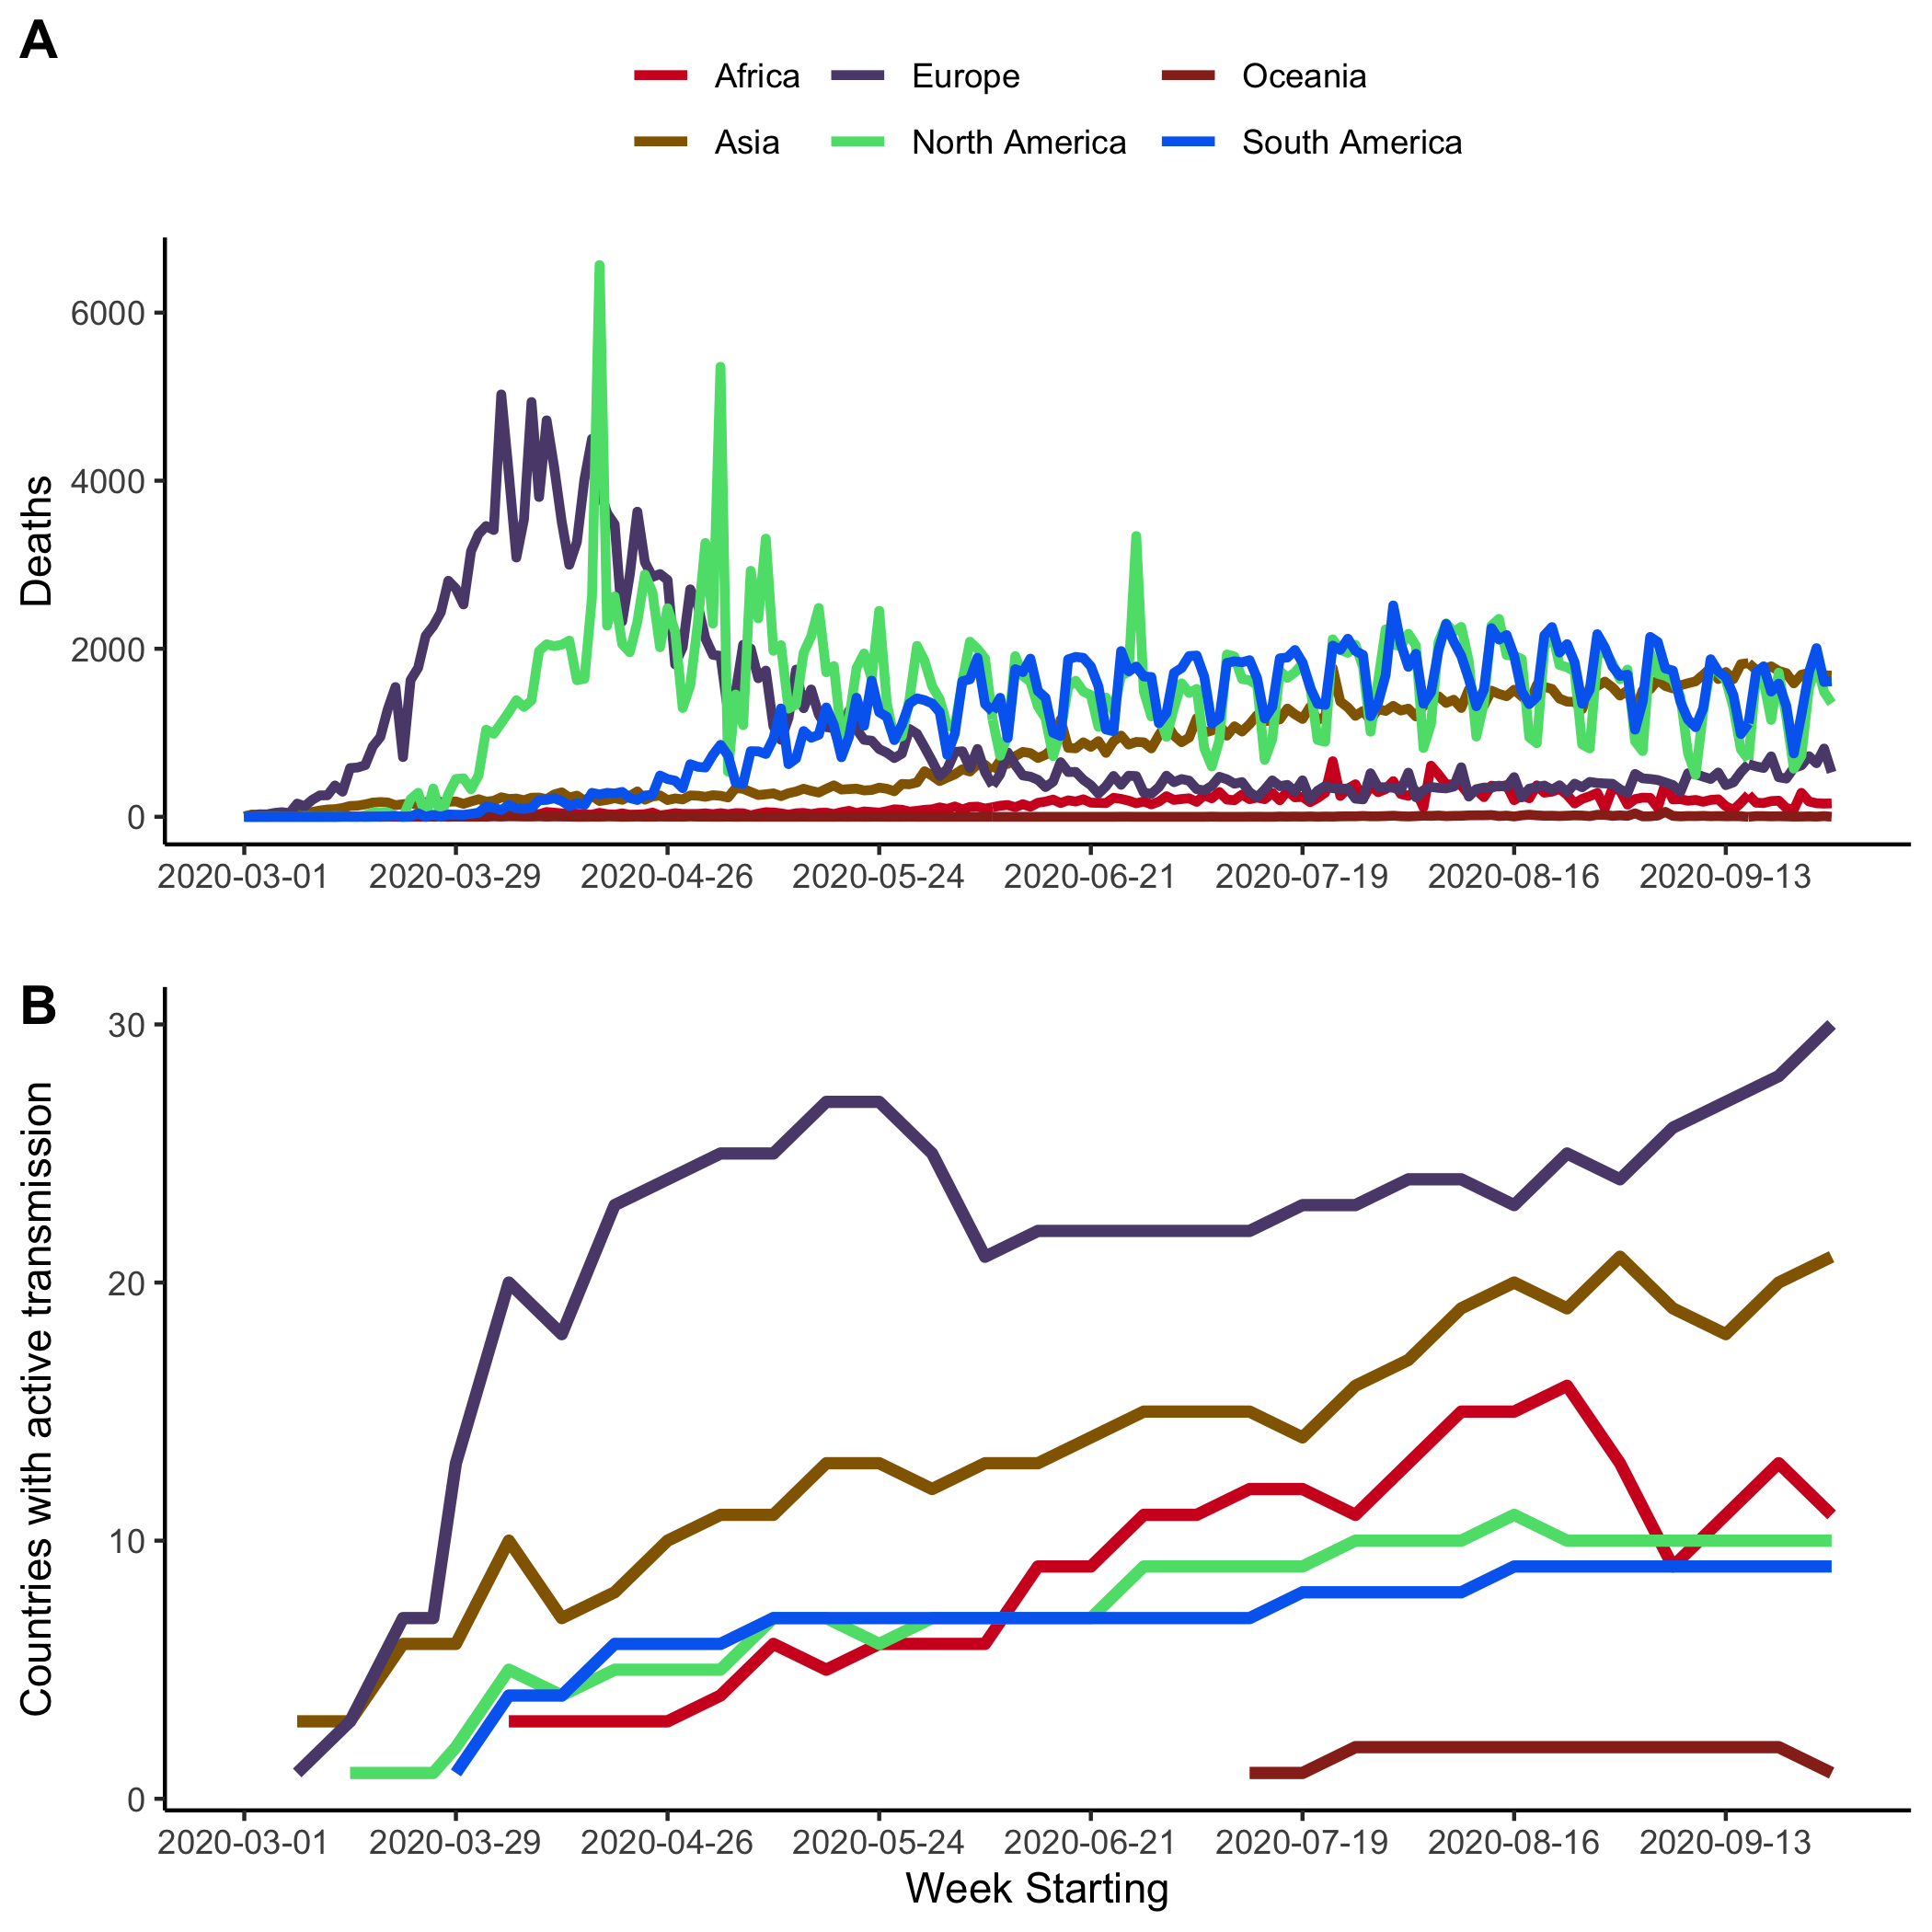 A
Africa Europe Oceania
Asia North America South America
Deaths
6000
4000
2000
0
2020-03-01 2020-03-29 2020-04-26 2020-05-24 2020-06-21 2020-07-19 2020-08-16 2020-09-13
B
Countries with active transmission
30
20
10
0
2020-03-01 2020-03-29 2020-04-26 2020-05-24 2020-06-21 2020-07-19 2020-08-16 2020-09-13
Week Starting